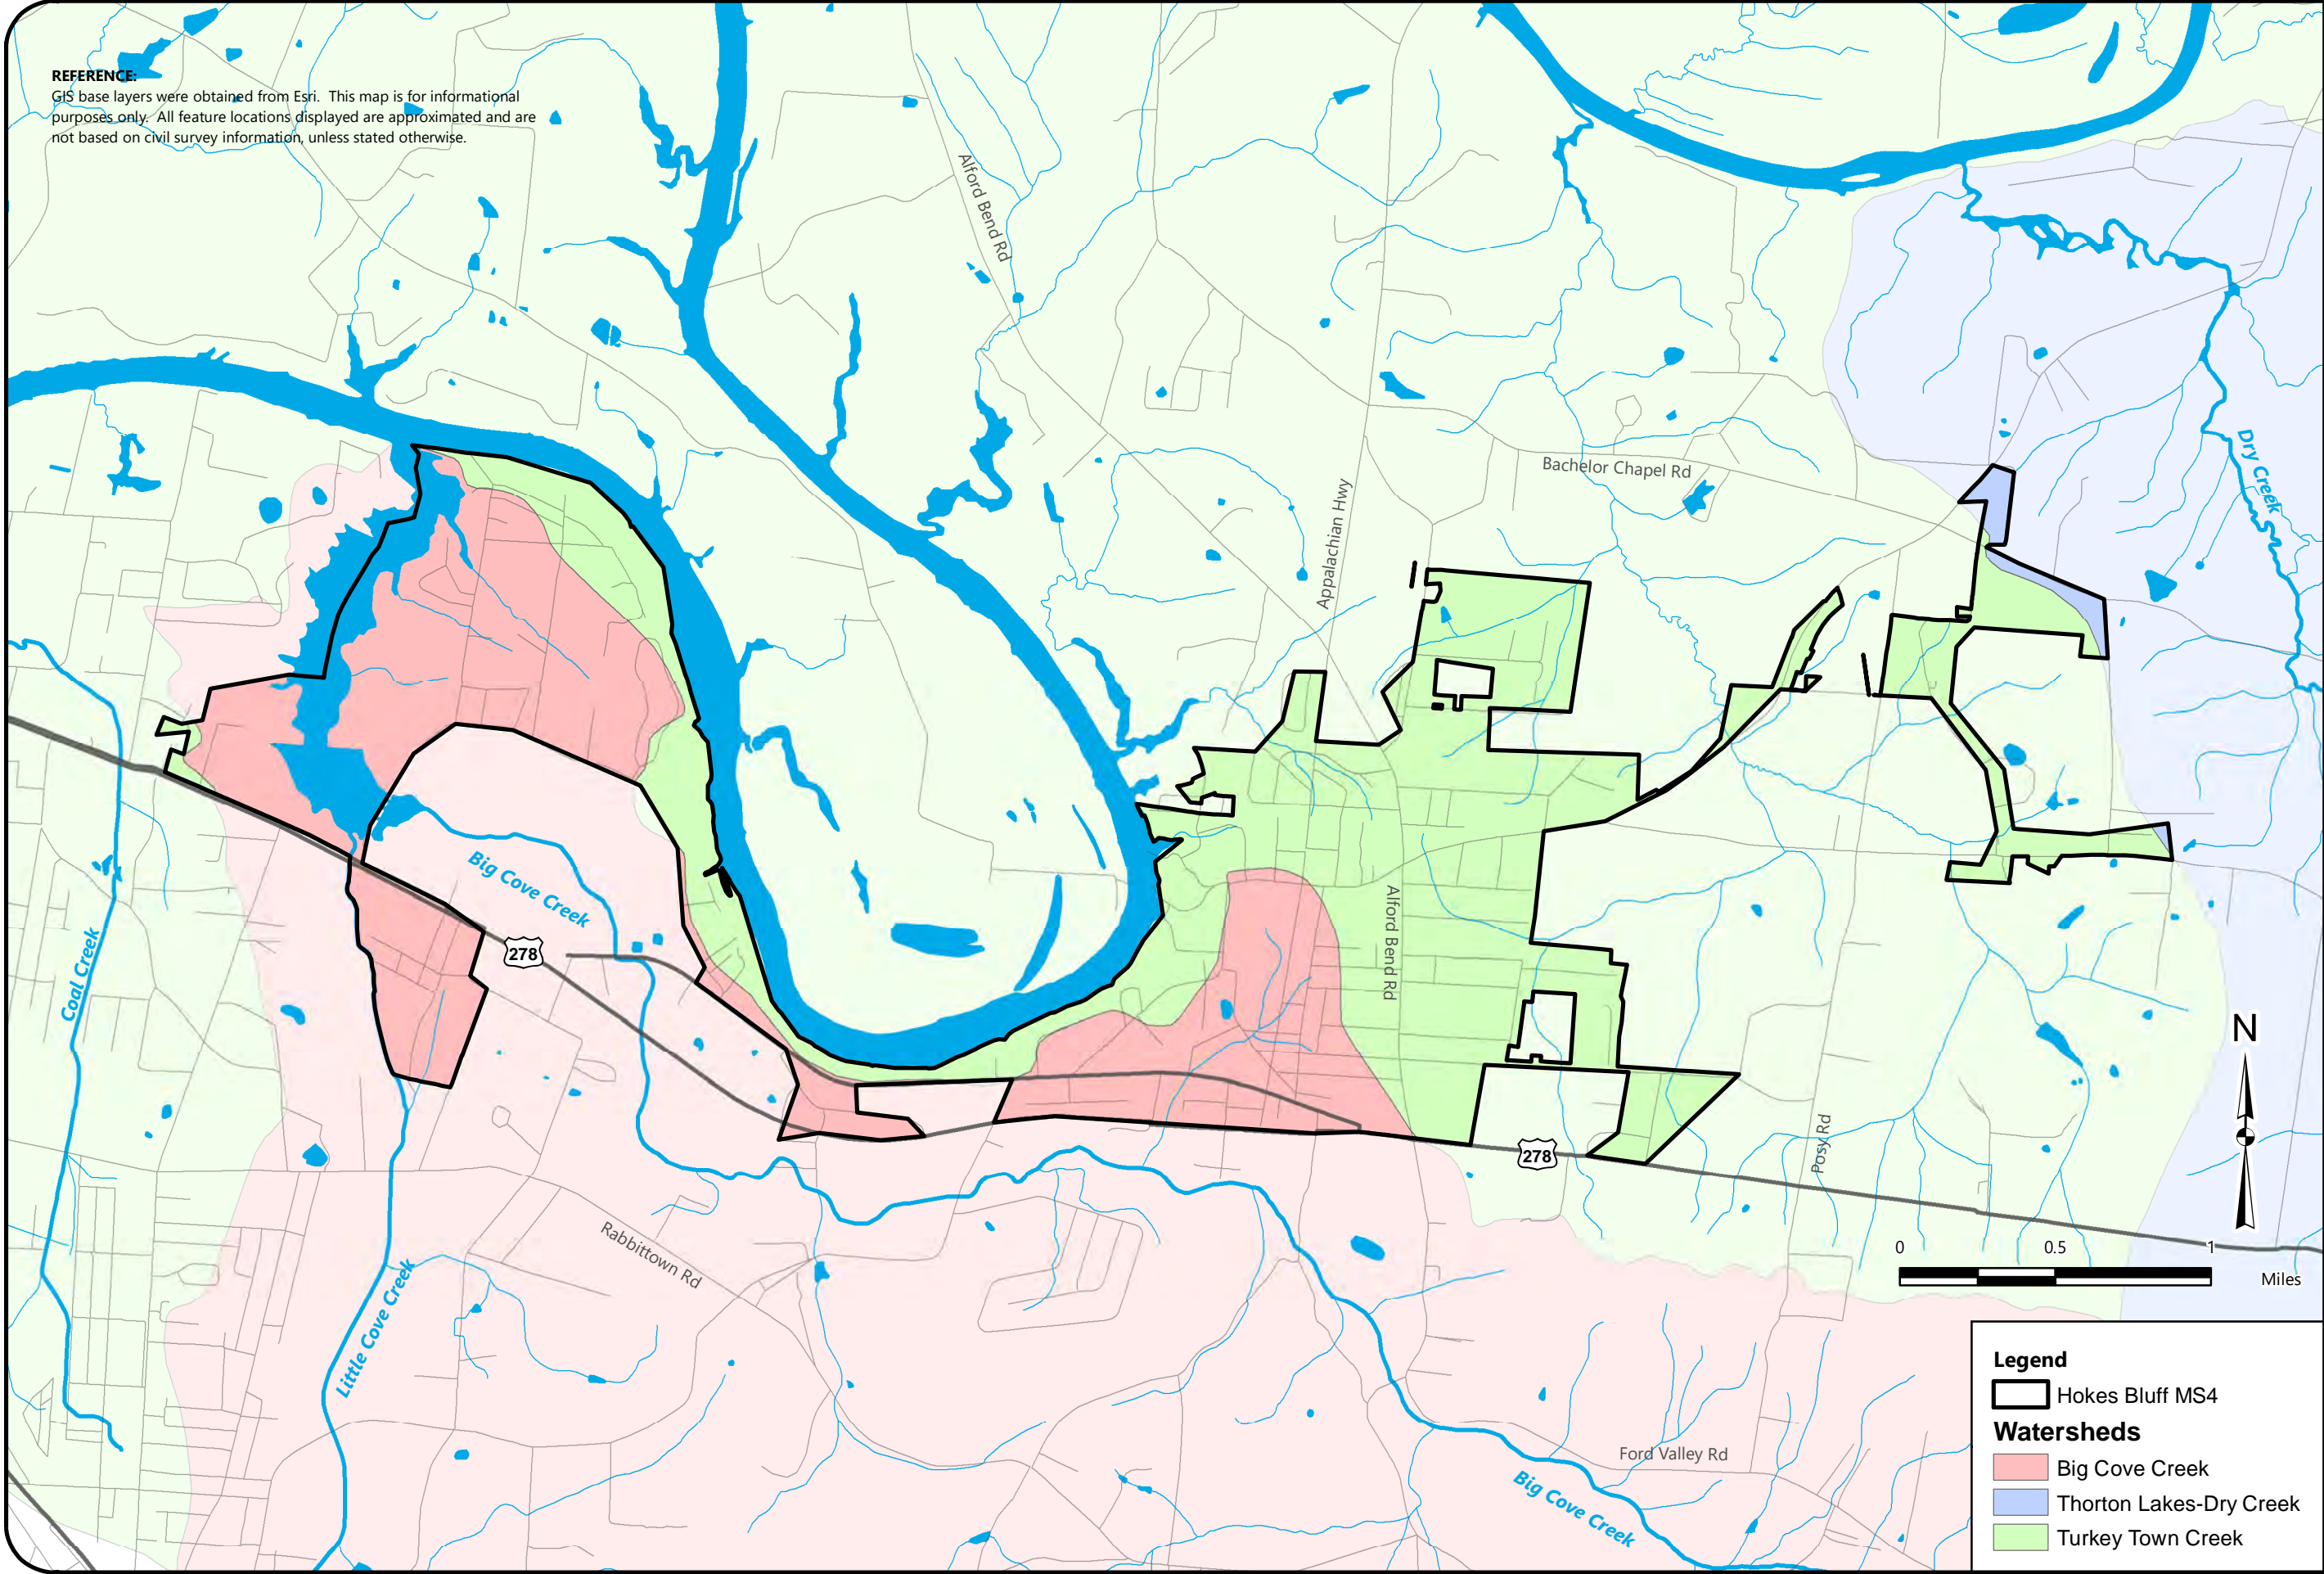 REFERENCE:
GIS base layers were obtained from Esri.  This map is for informational
purposes only.  All feature locations displayed are approximated and are
not based on civil survey information, unless stated otherwise.
Alford Bend Rd
Bachelor Chapel Rd
Appalachian Hwy
Dry Creek
Big Cove Creek
278
Alford Bend Rd
Coal Creek
N
278
Posy Rd
Rabbittown Rd
Little Cove Creek
0 0.5 1
Miles
Ford Valley Rd
Big Cove Creek
Legend
Hokes Bluff MS4
Watersheds
Big Cove Creek
Thorton Lakes-Dry Creek
Turkey Town Creek